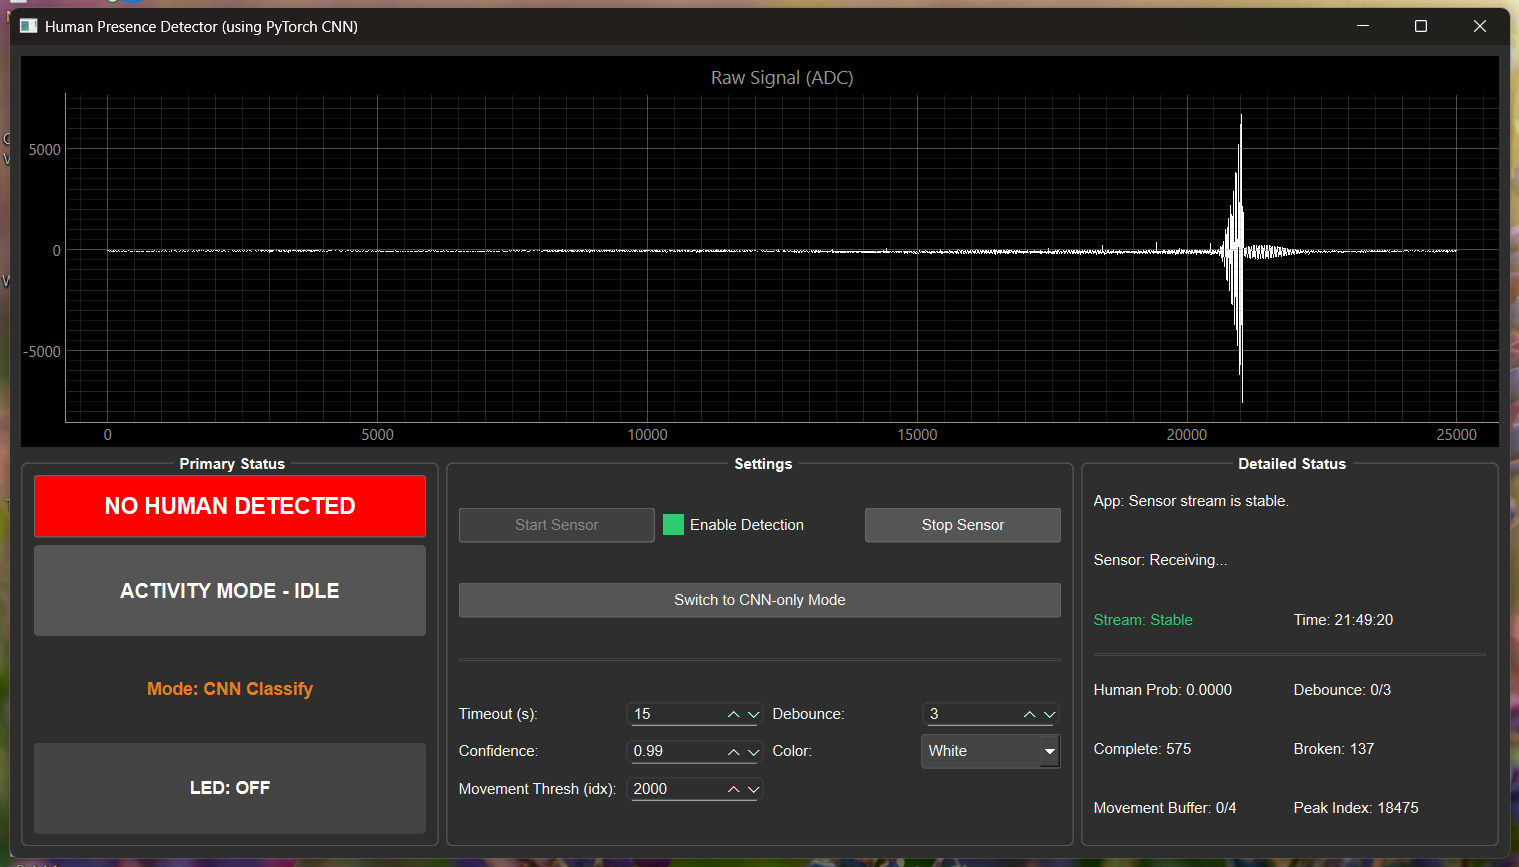 Human Presence Detector (using PyTorch CNN)
Raw Signal (ADC)
5000
0
-5000
0 5000 10000 15000 20000 25000
Primary Status
NO HUMAN DETECTED
ACTIVITY MODE - IDLE
Mode: CNN Classify
LED: OFF
Settings
Start Sensor Enable Detection Stop Sensor
Switch to CNN-only Mode
Timeout (s): 15 Debounce: 3
Confidence: 0.99 Color: White
Movement Thresh (idx): 2000
Detailed Status
App: Sensor stream is stable.
Sensor: Receiving...
Stream: Stable Time: 21:49:20
Human Prob: 0.0000 Debounce: 0/3
Complete: 575 Broken: 137
Movement Buffer: 0/4 Peak Index: 18475